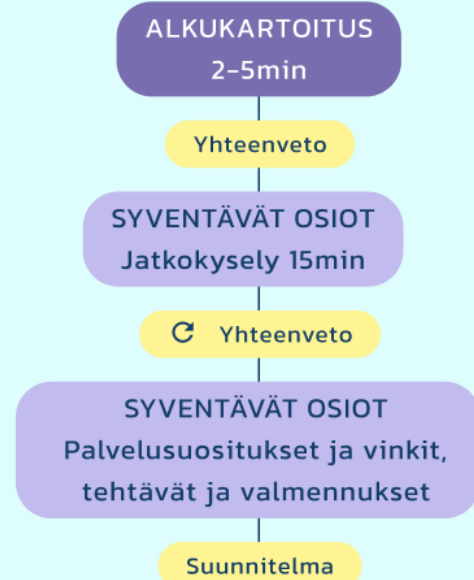 ALKUKARTOITUS
2-5min
Yhteenveto
SYVENTÄVÄT OSIOT
Jatkokysely 15min
Yhteenveto
SYVENTÄVÄT OSIOT
Palvelusuositukset ja vinkit,
tehtävät ja valmennukset
Suunnitelma